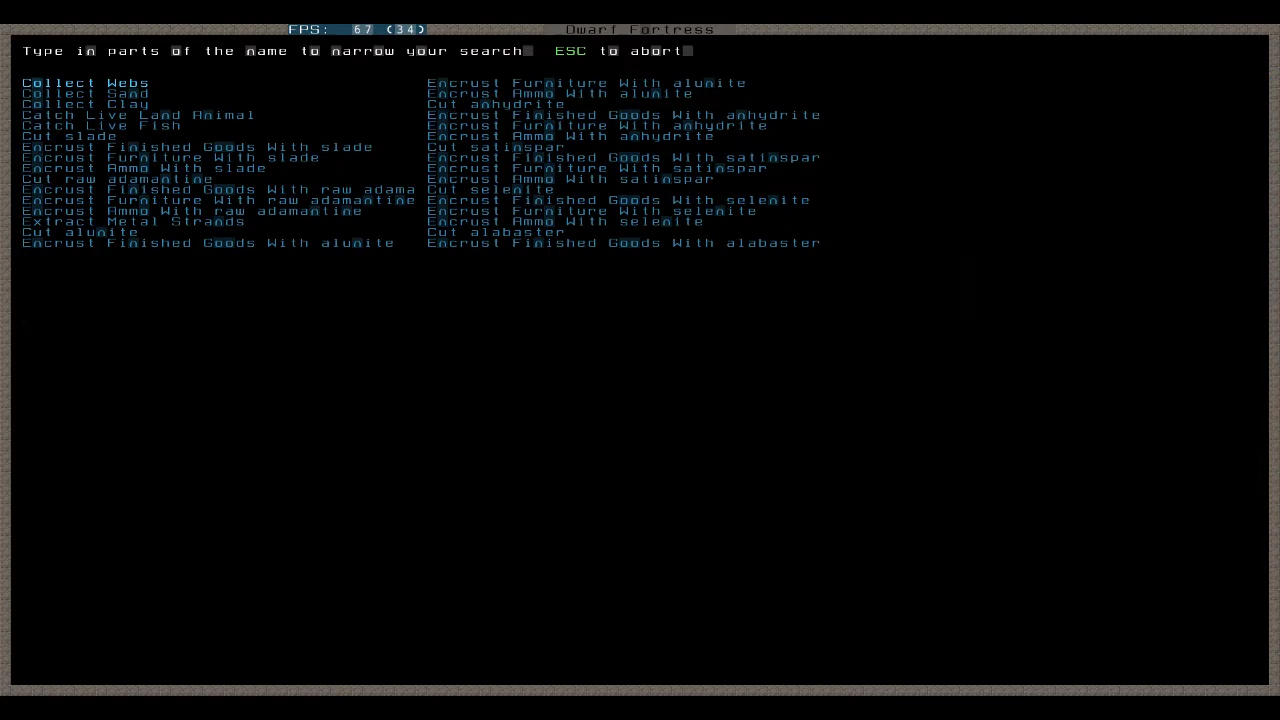 FPS: 67 (34) Dwarf Fortress
Type in parts of the name to narrow your search. ESC to abort.
Collect Webs
Collect Sand
Collect Clay
Catch Live Land Animal
Catch Live Fish
Cut slade
Encrust Finished Goods With slade
Encrust Furniture With slade
Encrust Ammo With slade
Cut raw adamantine
Encrust Finished Goods With raw adama
Encrust Furniture With raw adamantine
Encrust Ammo With raw adamantine
Extract Metal Strands
Cut alunite
Encrust Finished Goods With alunite
Encrust Furniture With alunite
Encrust Ammo With alunite
Cut anhydrite
Encrust Finished Goods With anhydrite
Encrust Furniture With anhydrite
Encrust Ammo With anhydrite
Cut satinspar
Encrust Finished Goods With satinspar
Encrust Furniture With satinspar
Encrust Ammo With satinspar
Cut selenite
Encrust Finished Goods With selenite
Encrust Furniture With selenite
Encrust Ammo With selenite
Cut alabaster
Encrust Finished Goods With alabaster